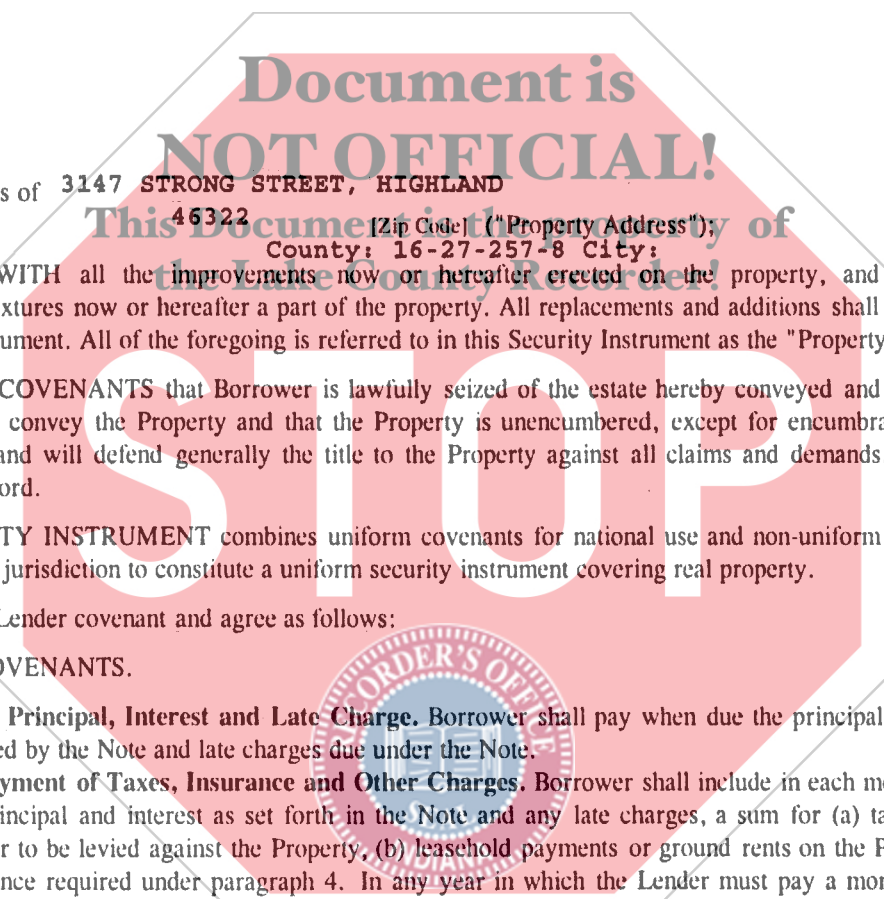 Document is
NOT OFFICIAL!
s of 3147 STRONG STREET, HIGHLAND
46322 [Zip Code] ("Property Address");
This Document is the property of
County: 16-27-257-8 City:
the Lake County Recorder!
WITH all the improvements now or hereafter erected on the property, and
xtures now or hereafter a part of the property. All replacements and additions shall
ument. All of the foregoing is referred to in this Security Instrument as the "Property
COVENANTS that Borrower is lawfully seized of the estate hereby conveyed and
convey the Property and that the Property is unencumbered, except for encumbra
and will defend generally the title to the Property against all claims and demands
ord.
STOP
TY INSTRUMENT combines uniform covenants for national use and non-uniform
jurisdiction to constitute a uniform security instrument covering real property.
Lender covenant and agree as follows:
OVENANTS.
RECORDER'S OFFICE
Principal, Interest and Late Charge. Borrower shall pay when due the principal
ed by the Note and late charges due under the Note.
yment of Taxes, Insurance and Other Charges. Borrower shall include in each m
incipal and interest as set forth in the Note and any late charges, a sum for (a) ta
SEAL
r to be levied against the Property, (b) leasehold payments or ground rents on the P
INDIANA
nce required under paragraph 4. In any year in which the Lender must pay a mor